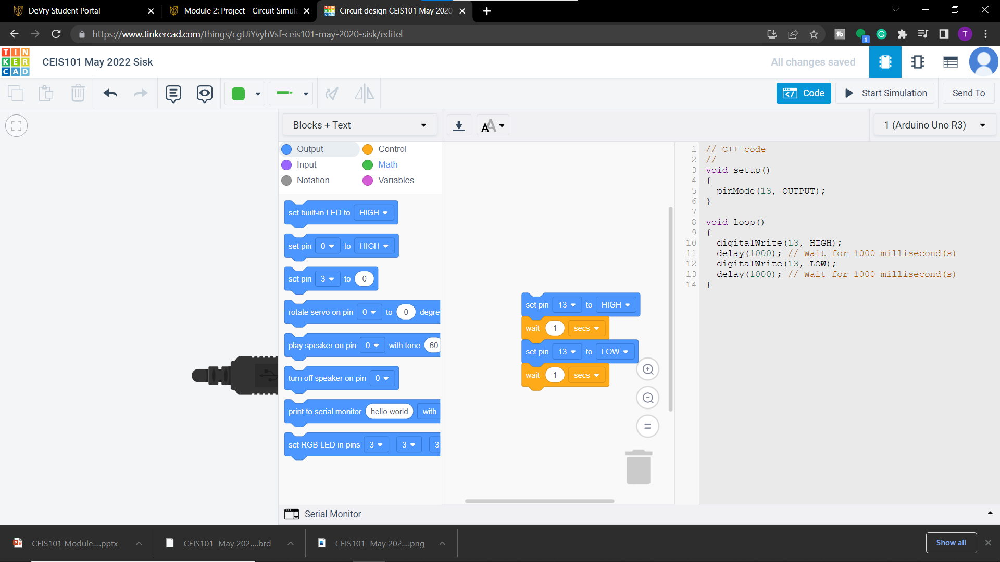 DeVry Student Portal
Module 2: Project - Circuit Simula
Circuit design CEIS101 May 2020
https://www.tinkercad.com/things/cgUiYvyhVsf-ceis101-may-2020-sisk/editel
1
T
TIN
KER
CAD
CEIS101 May 2022 Sisk
All changes saved
Code
Start Simulation
Send To
Blocks + Text
AA
1 (Arduino Uno R3)
Output
Control
Input
Math
Notation
Variables
set built-in LED to HIGH
set pin 0 to HIGH
set pin 3 to 0
rotate servo on pin 0 to 0 degre
play speaker on pin 0 with tone 60
turn off speaker on pin 0
print to serial monitor hello world with
set RGB LED in pins 3 3 3
set pin 13 to HIGH
wait 1 secs
set pin 13 to LOW
wait 1 secs
1 // C++ code
2 //
3 void setup()
4 {
5 pinMode(13, OUTPUT);
6 }
7
8 void loop()
9 {
10 digitalWrite(13, HIGH);
11 delay(1000); // Wait for 1000 millisecond(s)
12 digitalWrite(13, LOW);
13 delay(1000); // Wait for 1000 millisecond(s)
14 }
Serial Monitor
CEIS101 Module....pptx
CEIS101 May 202....brd
CEIS101 May 202....png
Show all